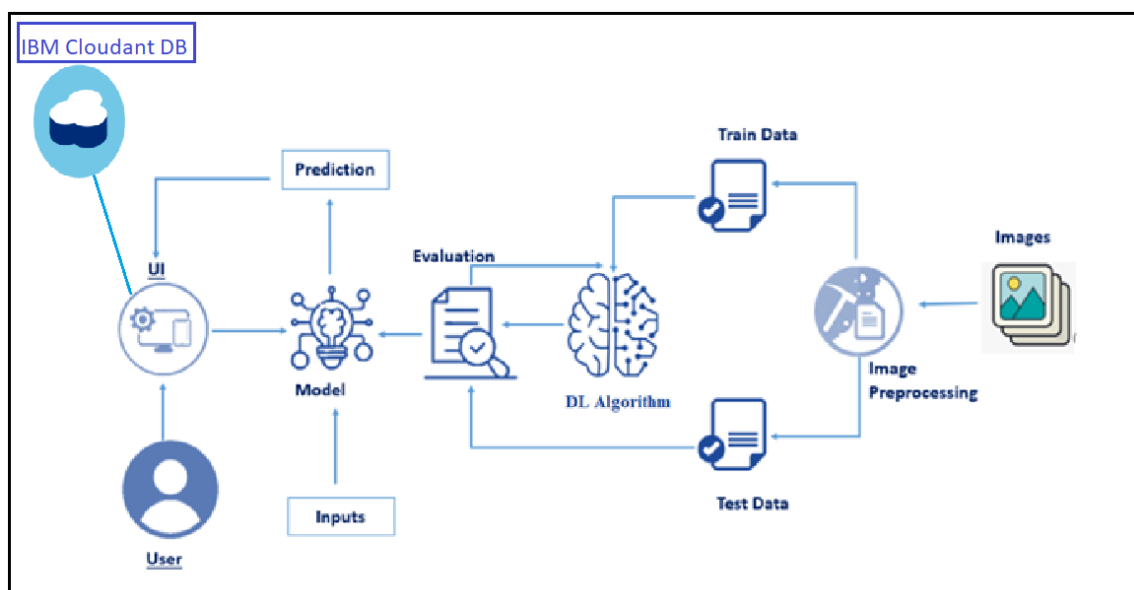 IBM Cloudant DB
Train Data
Prediction
Images
Evaluation
UI
Image
Preprocessing
Model
DL Algorithm
Test Data
Inputs
User